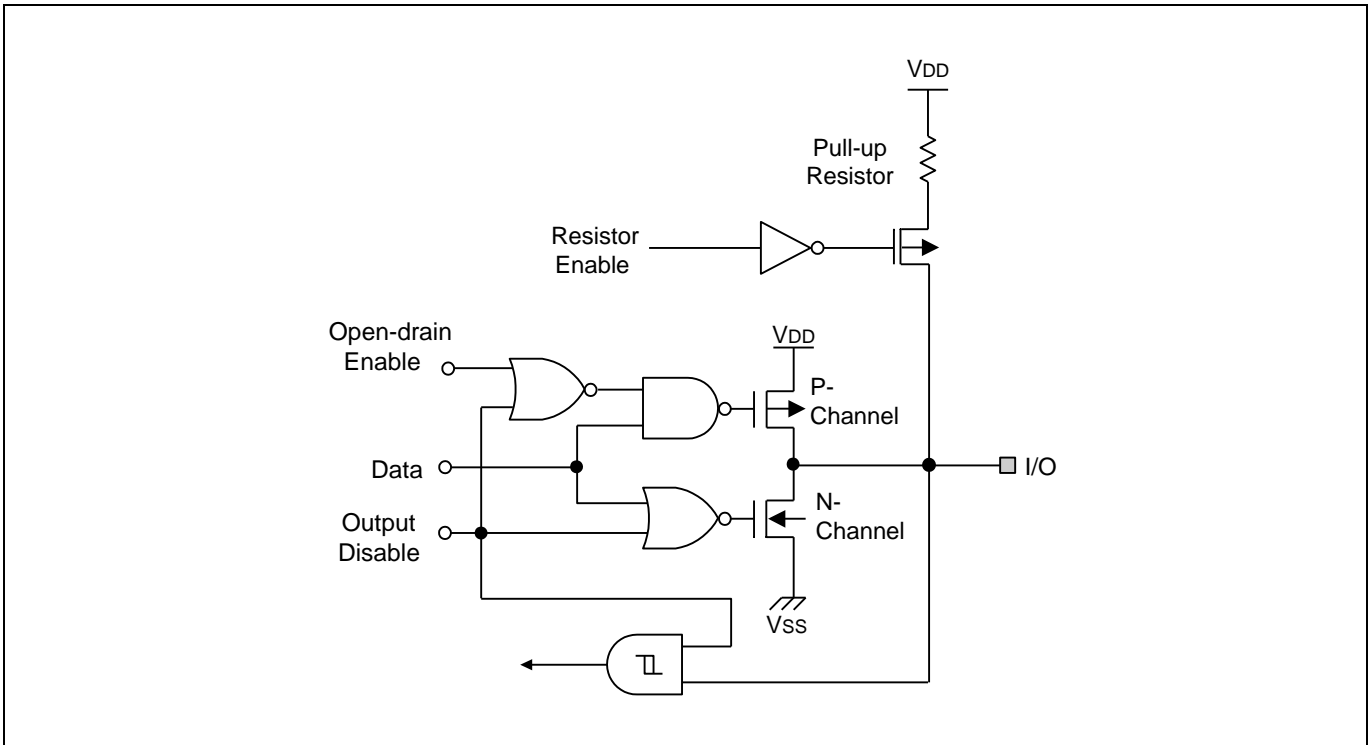 VDD
Pull-up
Resistor
Resistor
Enable
Open-drain
Enable
VDD
P-
Channel
Data
I/O
N-
Channel
Output
Disable
VSS